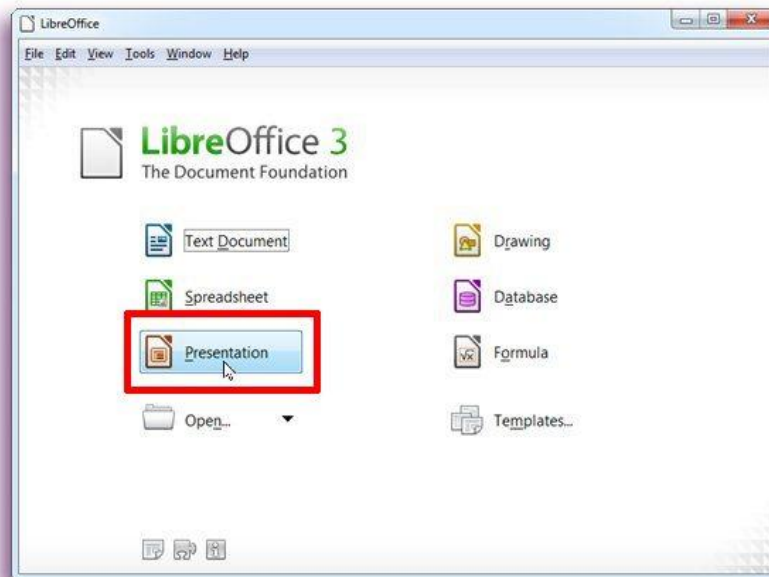 LibreOffice
File Edit View Tools Window Help
LibreOffice 3
The Document Foundation
Text Document
Drawing
Spreadsheet
Database
Presentation
Formula
Open...
Templates...